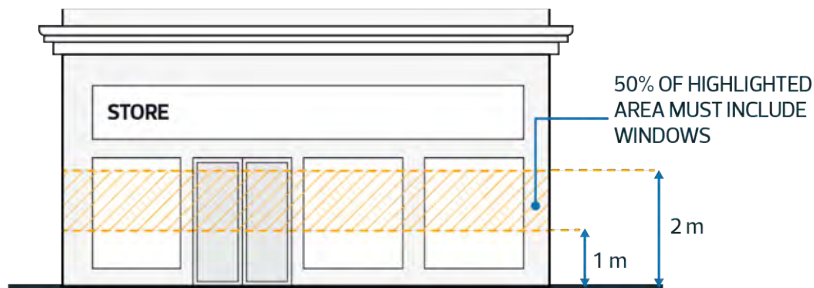 STORE
50% OF HIGHLIGHTED
AREA MUST INCLUDE
WINDOWS
2 m
1 m